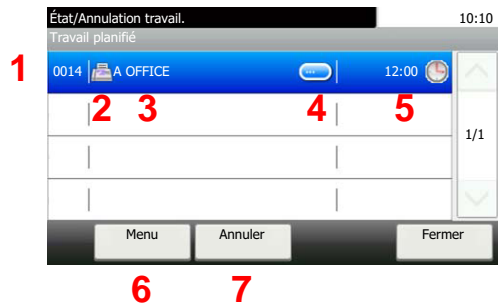 État/Annulation travail. 10:10
Travail planifié
1 0014 A OFFICE 12:00
2 3 4 5
1/1
Menu Annuler Fermer
6 7